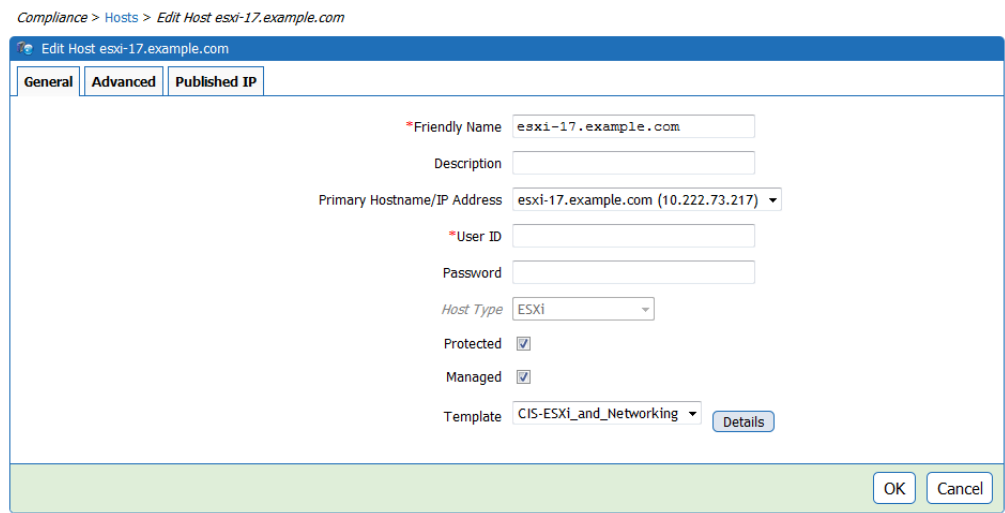 Compliance > Hosts > Edit Host esxi-17.example.com
Edit Host esxi-17.example.com
General Advanced Published IP
*Friendly Name esxi-17.example.com
Description
Primary Hostname/IP Address esxi-17.example.com (10.222.73.217)
*User ID
Password
Host Type ESXi
Protected
Managed
Template CIS-ESXi_and_Networking Details
OK Cancel